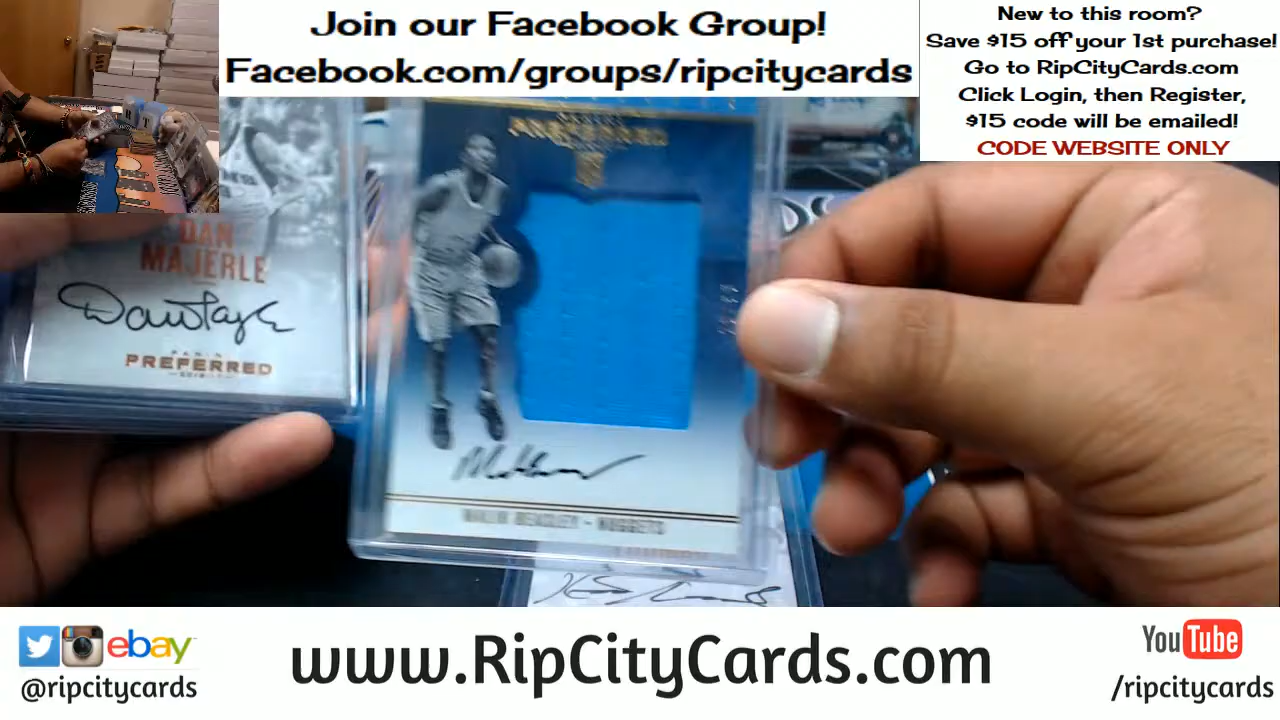 Join our Facebook Group!
Facebook.com/groups/ripcitycards
New to this room?
Save $15 off your 1st purchase!
Go to RipCityCards.com
Click Login, then Register,
$15 code will be emailed!
CODE WEBSITE ONLY
DAN
MAJERLE
PANINI
PREFERRED
PREFERRED
MALIK BEASLEY - NUGGETS
ebay
@ripcitycards
www.RipCityCards.com
YouTube
/ripcitycards